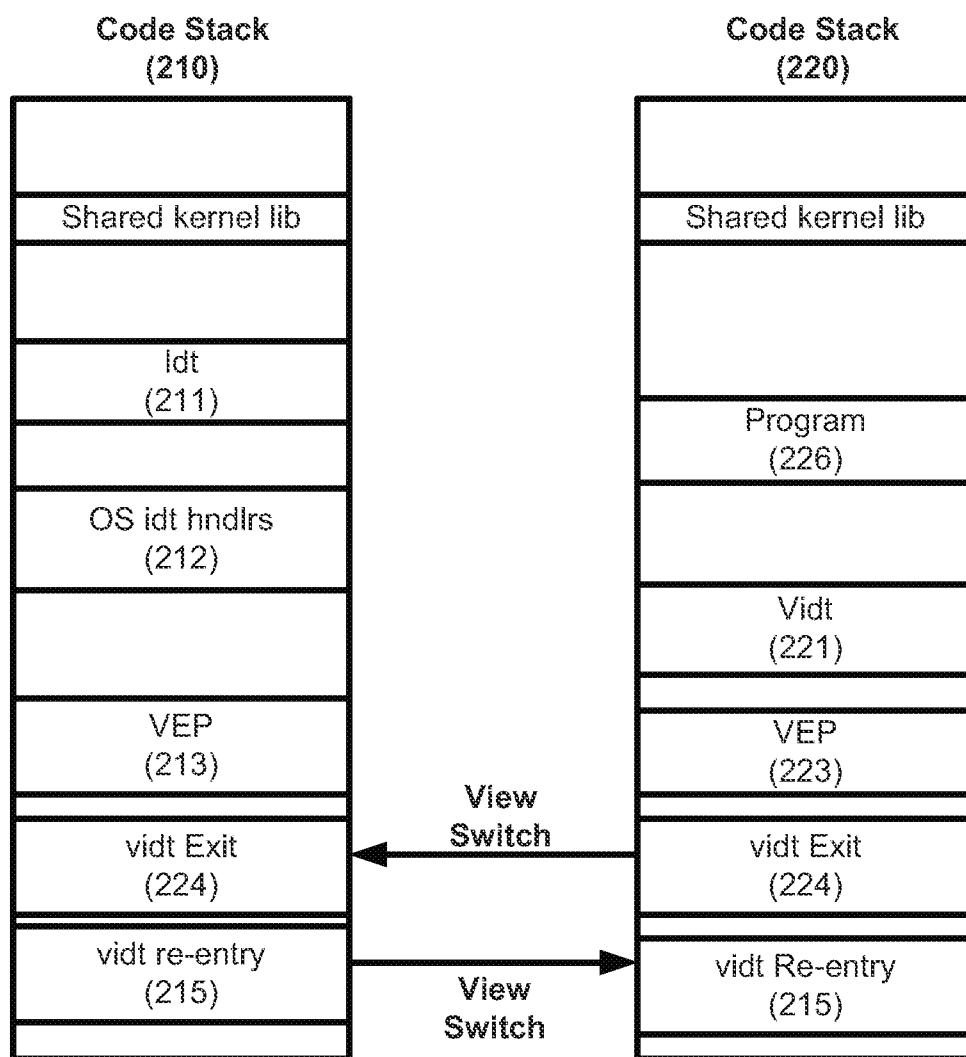 Code Stack
(210)
Shared kernel lib
Idt
(211)
OS idt hndlrs
(212)
VEP
(213)
vidt Exit
(224)
vidt re-entry
(215)
View
Switch
View
Switch
Code Stack
(220)
Shared kernel lib
Program
(226)
Vidt
(221)
VEP
(223)
vidt Exit
(224)
vidt Re-entry
(215)